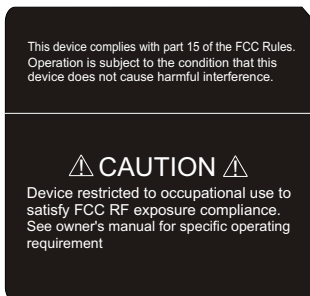 This device complies with part 15 of the FCC Rules.
Operation is subject to the condition that this
device does not cause harmful interference.
⚠ CAUTION ⚠
Device restricted to occupational use to
satisfy FCC RF exposure compliance.
See owner's manual for specific operating
requirement